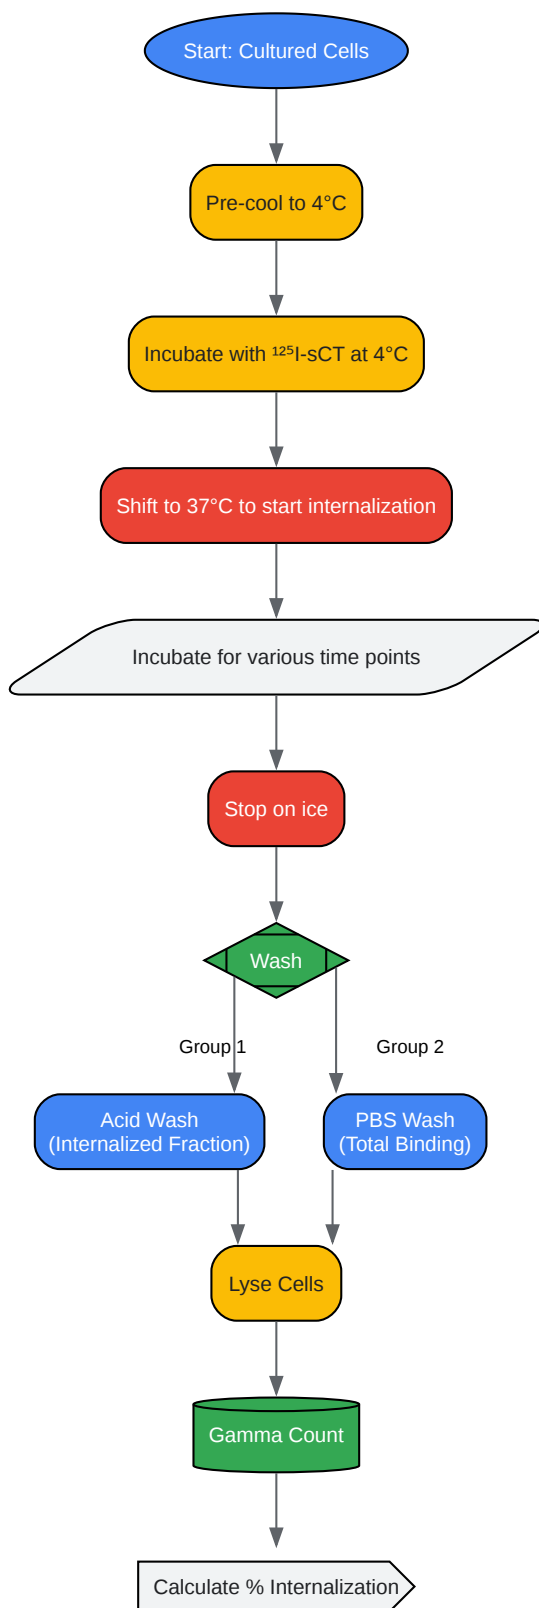 Start: Cultured Cells
Pre-cool to 4°C
Incubate with ¹²⁵I-sCT at 4°C
Shift to 37°C to start internalization
Incubate for various time points
Stop on ice
Wash
Group 1
Group 2
Acid Wash
(Internalized Fraction)
PBS Wash
(Total Binding)
Lyse Cells
Gamma Count
Calculate % Internalization